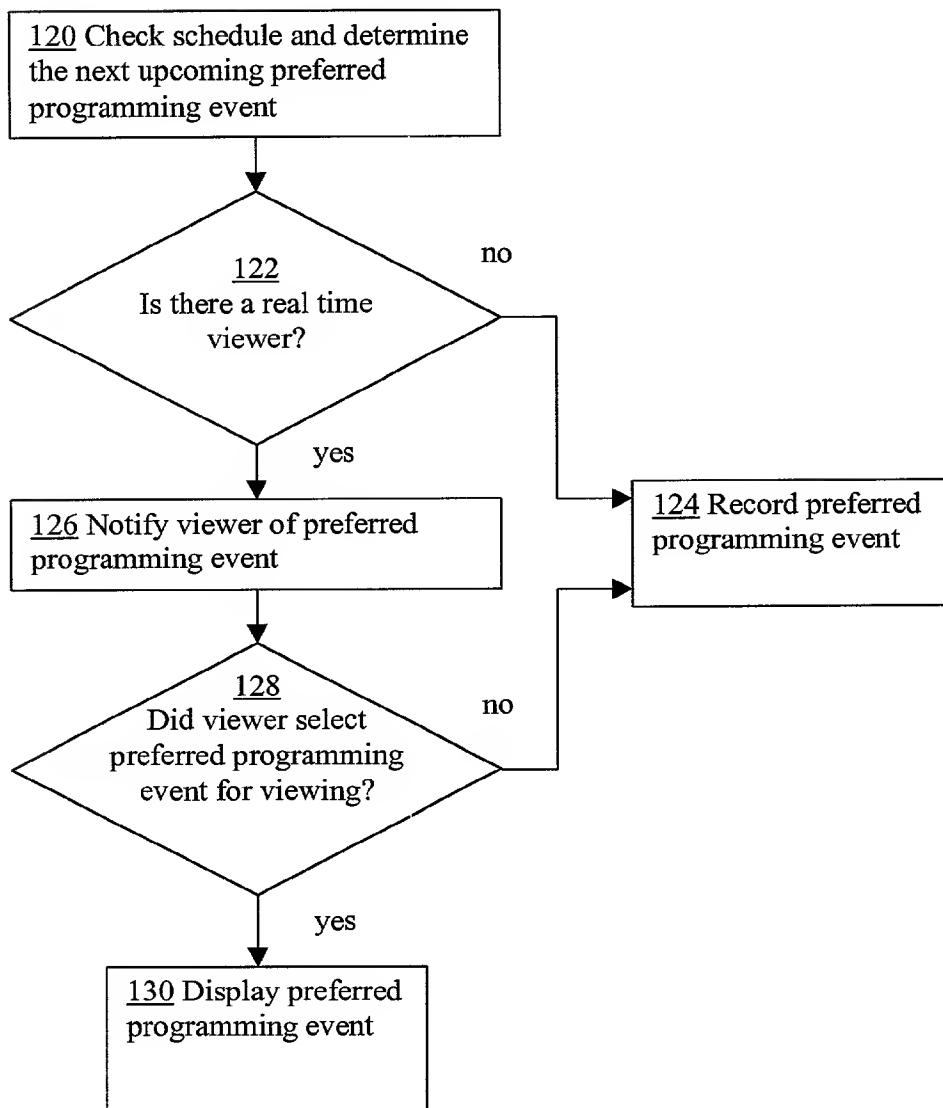 120 Check schedule and determine
the next upcoming preferred
programming event
no
122
Is there a real time
viewer?
yes
126 Notify viewer of preferred
programming event
124 Record preferred
programming event
128
Did viewer select
preferred programming
event for viewing?
no
yes
130 Display preferred
programming event